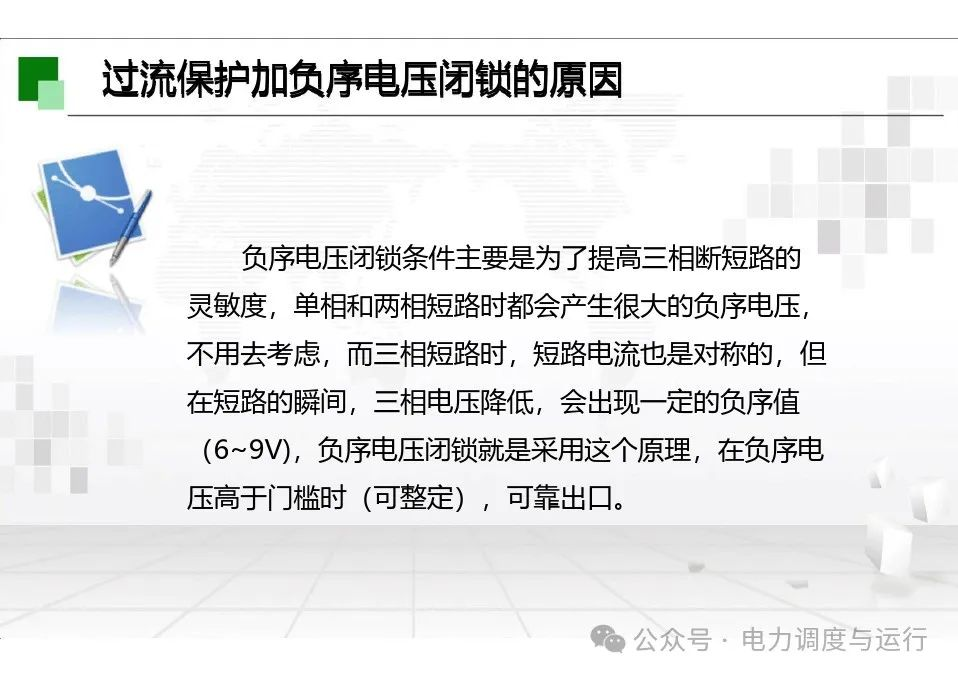 过流保护加负序电压闭锁的原因
负序电压闭锁条件主要是为了提高三相断短路的
灵敏度，单相和两相短路时都会产生很大的负序电压，
不用去考虑，而三相短路时，短路电流也是对称的，但
在短路的瞬间，三相电压降低，会出现一定的负序值
（6~9V)，负序电压闭锁就是采用这个原理，在负序电
压高于门槛时（可整定），可靠出口。
公众号·电力调度与运行